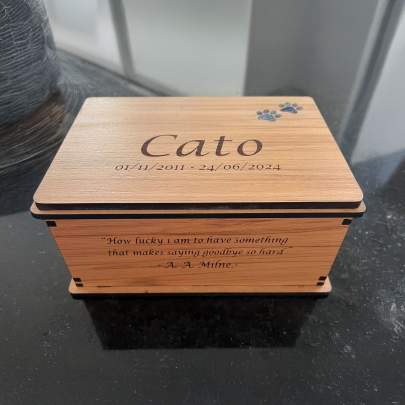 Cato
01/11/2011 - 24/06/2024
"How lucky i am to have something
that makes saying goodbye so hard"
- A. A. Milne.-